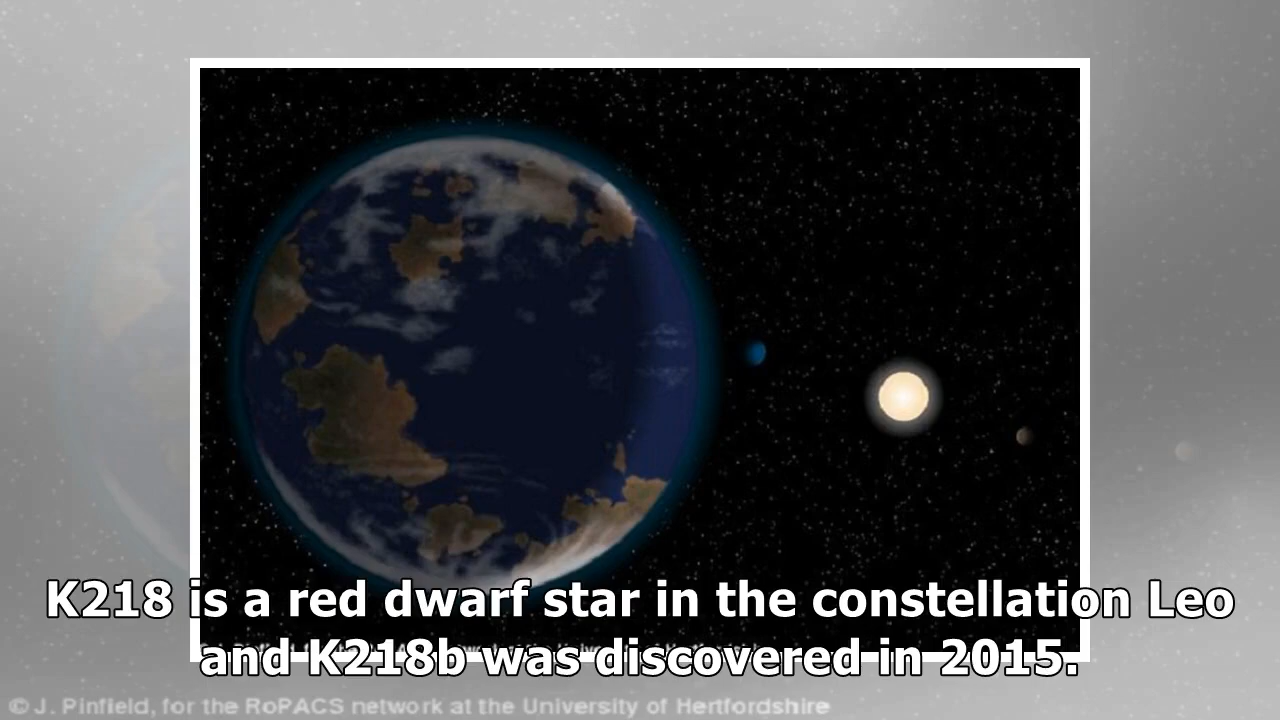 K218 is a red dwarf star in the constellation Leo
and K218b was discovered in 2015.
© J. Pinfield, for the RoPACS network at the University of Hertfordshire